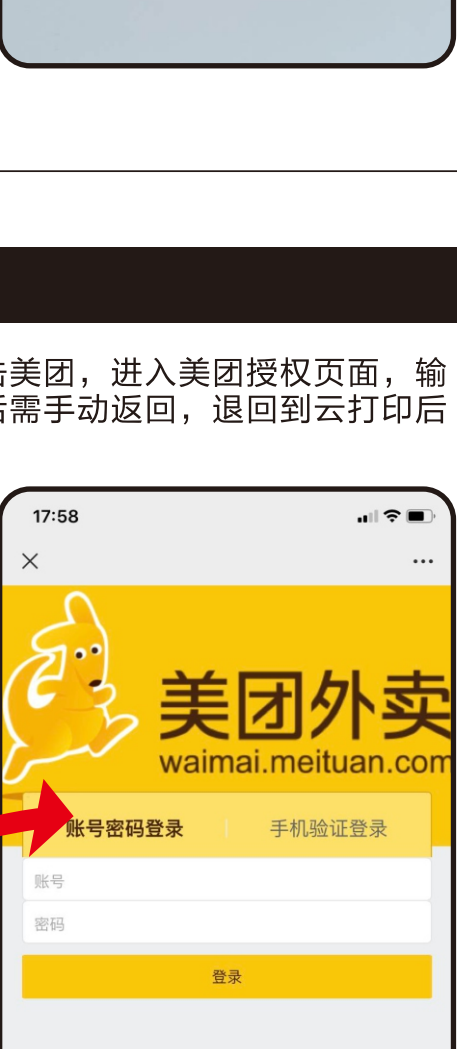 击美团，进入美团授权页面，输
后需手动返回，退回到云打印后
17:58
美团外卖
waimai.meituan.com
账号密码登录
手机验证登录
账号
密码
登录